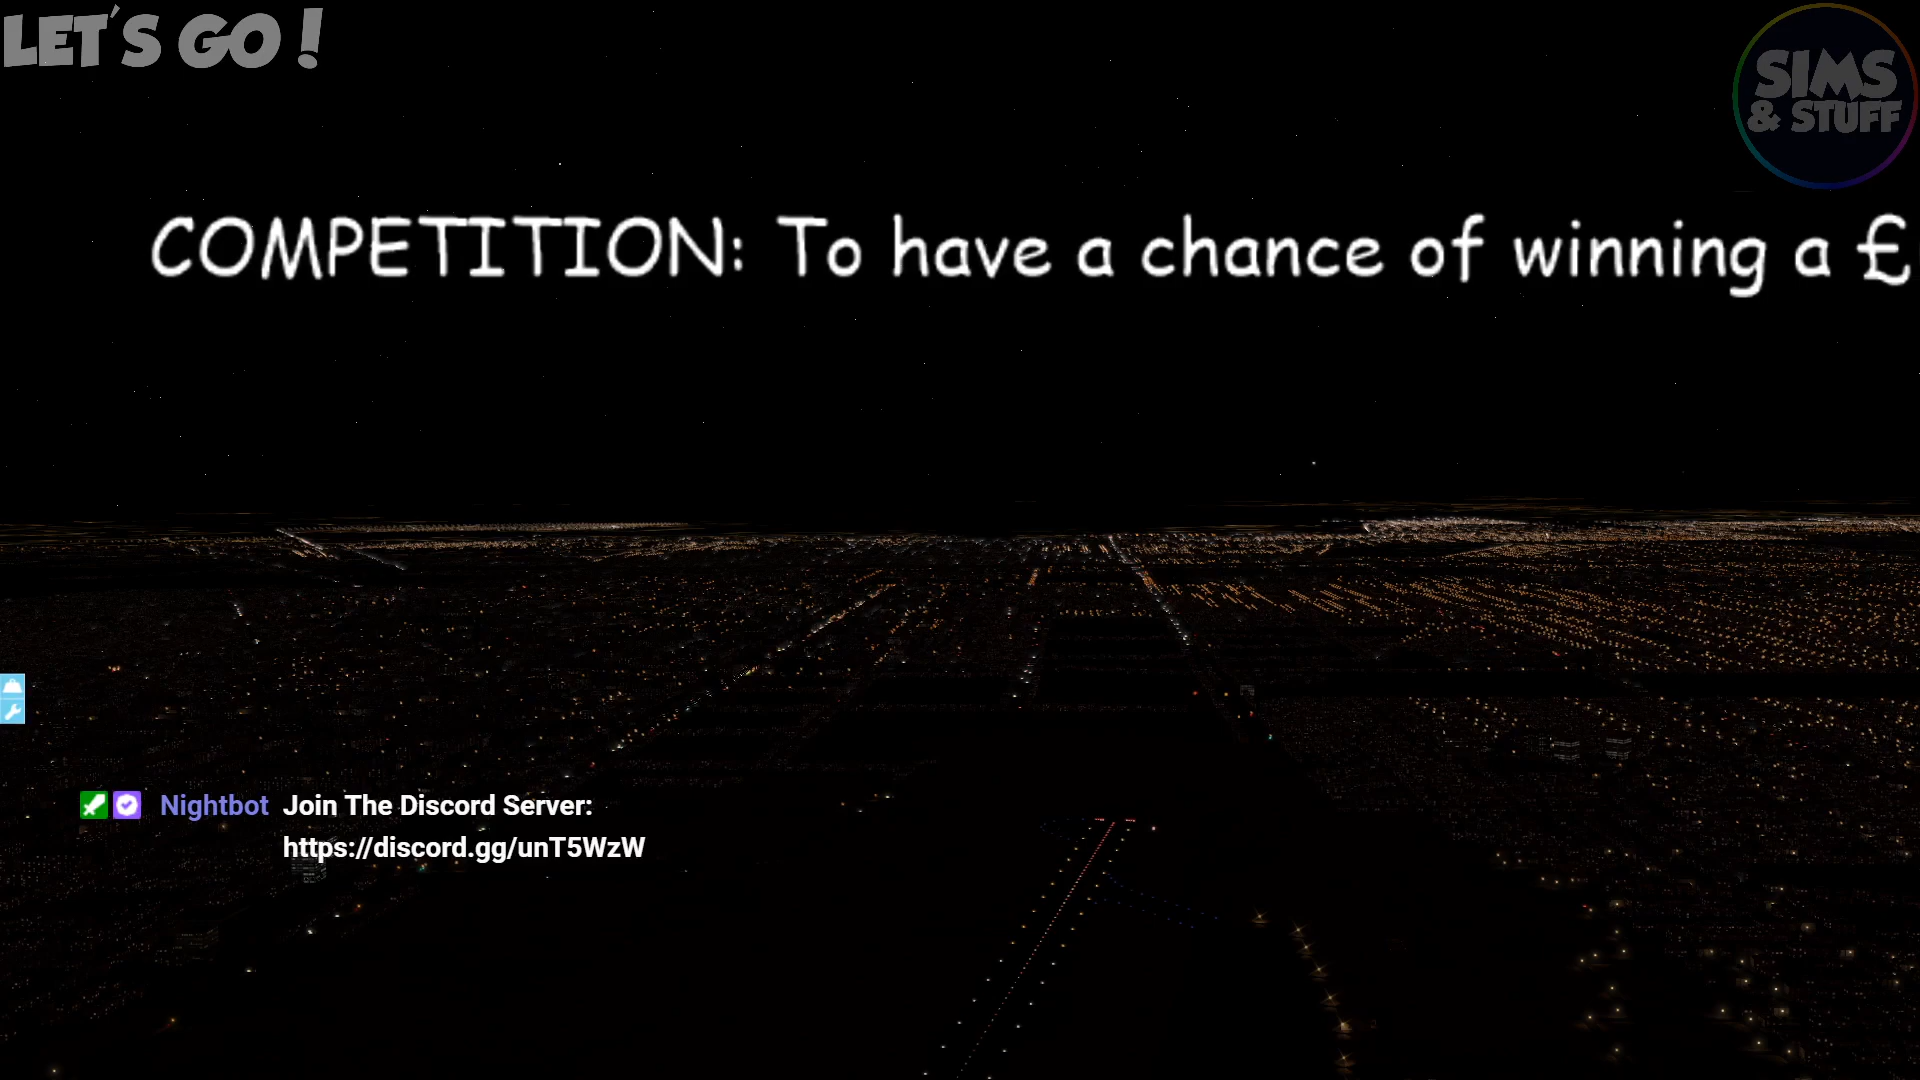 LET'S GO!
SIMS
& STUFF
COMPETITION: To have a chance of winning a £
Nightbot Join The Discord Server:
https://discord.gg/unT5WzW